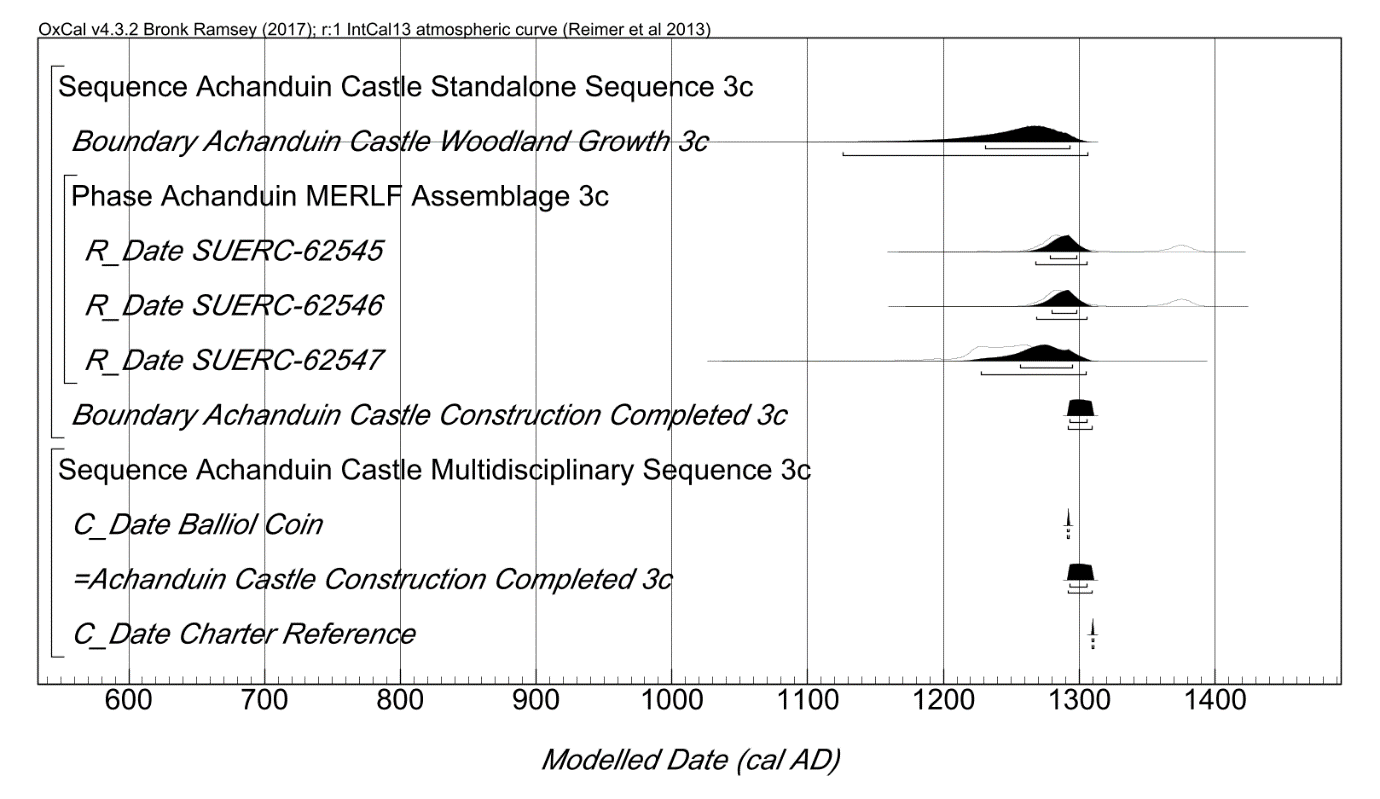 OxCal v4.3.2 Bronk Ramsey (2017); r:1 IntCal13 atmospheric curve (Reimer et al 2013)
Sequence Achanduin Castle Standalone Sequence 3c
Boundary Achanduin Castle Woodland Growth 3c
Phase Achanduin MERLF Assemblage 3c
R_Date SUERC-62545
R_Date SUERC-62546
R_Date SUERC-62547
Boundary Achanduin Castle Construction Completed 3c
Sequence Achanduin Castle Multidisciplinary Sequence 3c
C_Date Balliol Coin
=Achanduin Castle Construction Completed 3c
C_Date Charter Reference
600 700 800 900 1000 1100 1200 1300 1400
Modelled Date (cal AD)